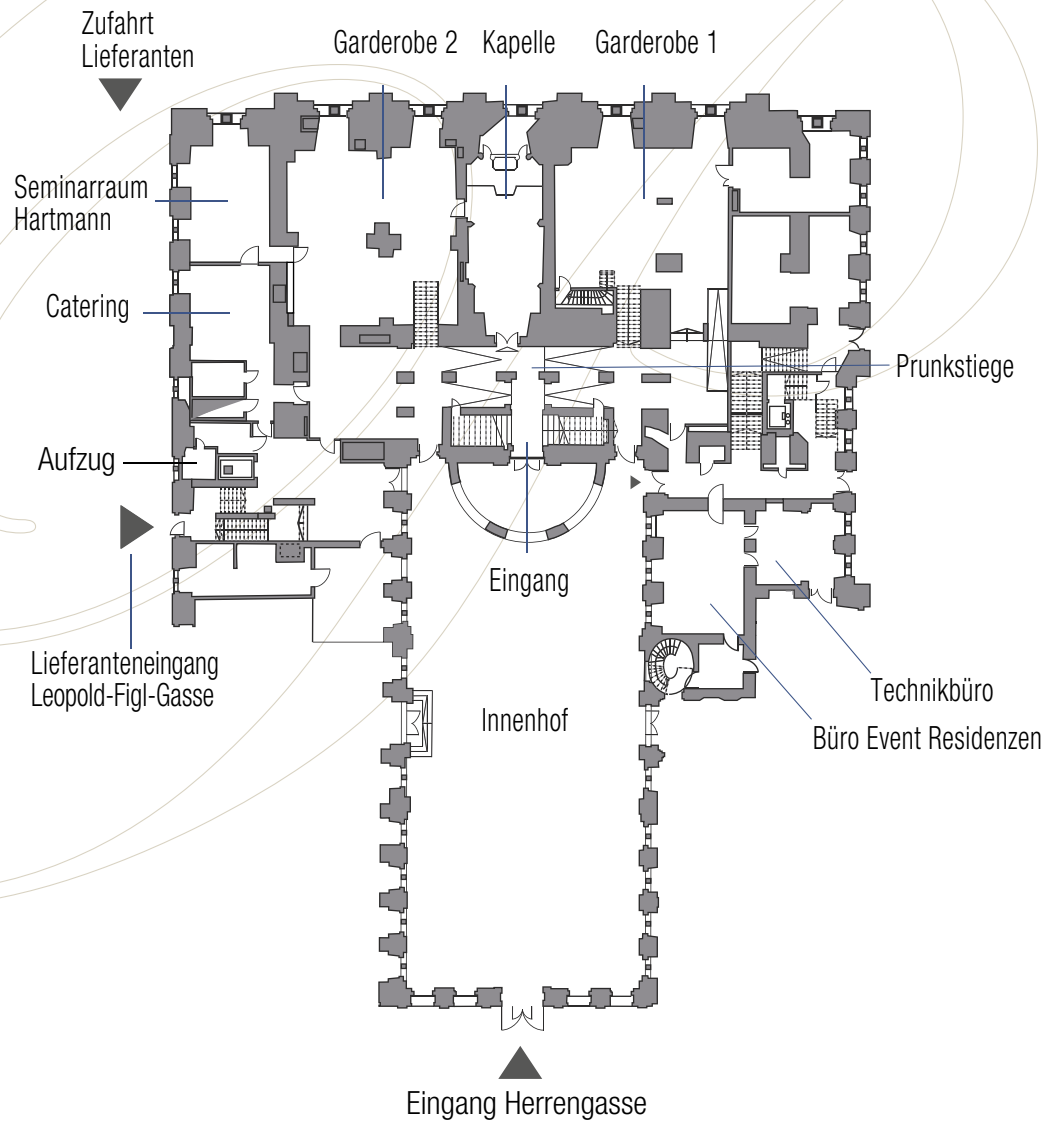 Zufahrt
Lieferanten
Garderobe 2
Kapelle
Garderobe 1
Seminarraum
Hartmann
Catering
Prunkstiege
Aufzug
Eingang
Lieferanteneingang
Leopold-Figl-Gasse
Innenhof
Technikbüro
Büro Event Residenzen
Eingang Herrengasse